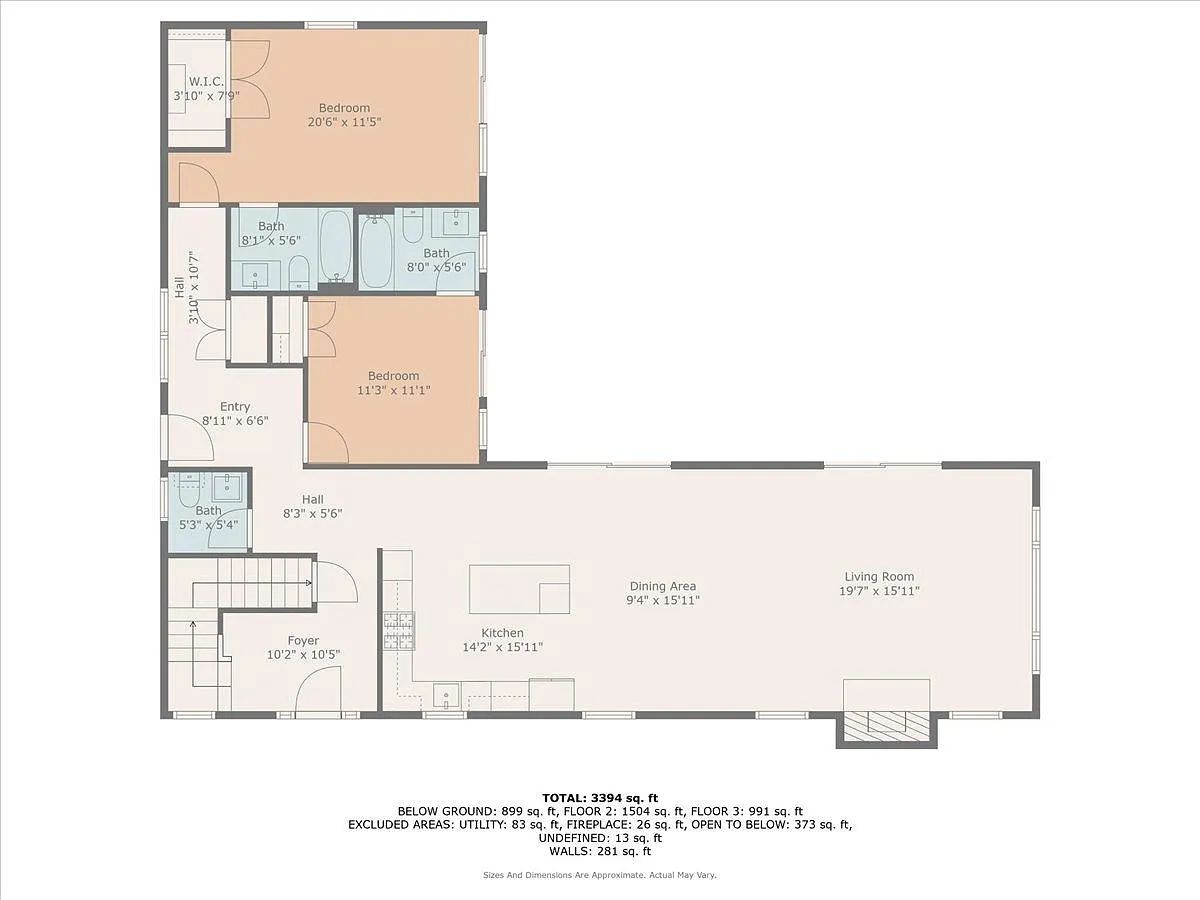 W.I.C.
3'10" x 7'9"
Bedroom
20'6" x 11'5"
Bath
8'1" x 5'6"
Bath
8'0" x 5'6"
Hall
3'10" x 10'7"
Bedroom
11'3" x 11'1"
Entry
8'11" x 6'6"
Hall
8'3" x 5'6"
Bath
5'3" x 5'4"
Dining Area
9'4" x 15'11"
Living Room
19'7" x 15'11"
Kitchen
14'2" x 15'11"
Foyer
10'2" x 10'5"
TOTAL: 3394 sq. ft
BELOW GROUND: 899 sq. ft, FLOOR 2: 1504 sq. ft, FLOOR 3: 991 sq. ft
EXCLUDED AREAS: UTILITY: 83 sq. ft, FIREPLACE: 26 sq. ft, OPEN TO BELOW: 373 sq. ft,
UNDEFINED: 13 sq. ft
WALLS: 281 sq. ft
Sizes And Dimensions Are Approximate. Actual May Vary.